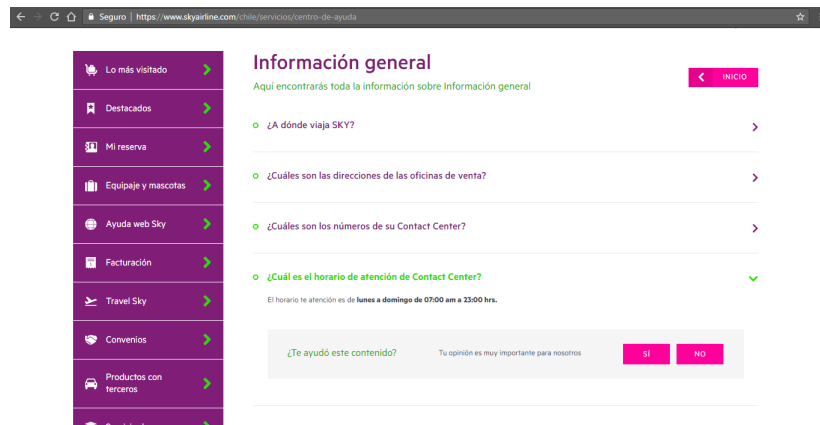 Seguro | https://www.skyairline.com/chile/servicios/centro-de-ayuda
Lo más visitado
Destacados
Mi reserva
Equipaje y mascotas
Ayuda web Sky
Facturación
Travel Sky
Convenios
Productos con
terceros
Información general
Aquí encontrarás toda la información sobre Información general
INICIO
¿A dónde viaja SKY?
¿Cuáles son las direcciones de las oficinas de venta?
¿Cuáles son los números de su Contact Center?
¿Cuál es el horario de atención de Contact Center?
El horario te atención es de lunes a domingo de 07:00 am a 23:00 hrs.
¿Te ayudó este contenido?
Tu opinión es muy importante para nosotros
SÍ
NO